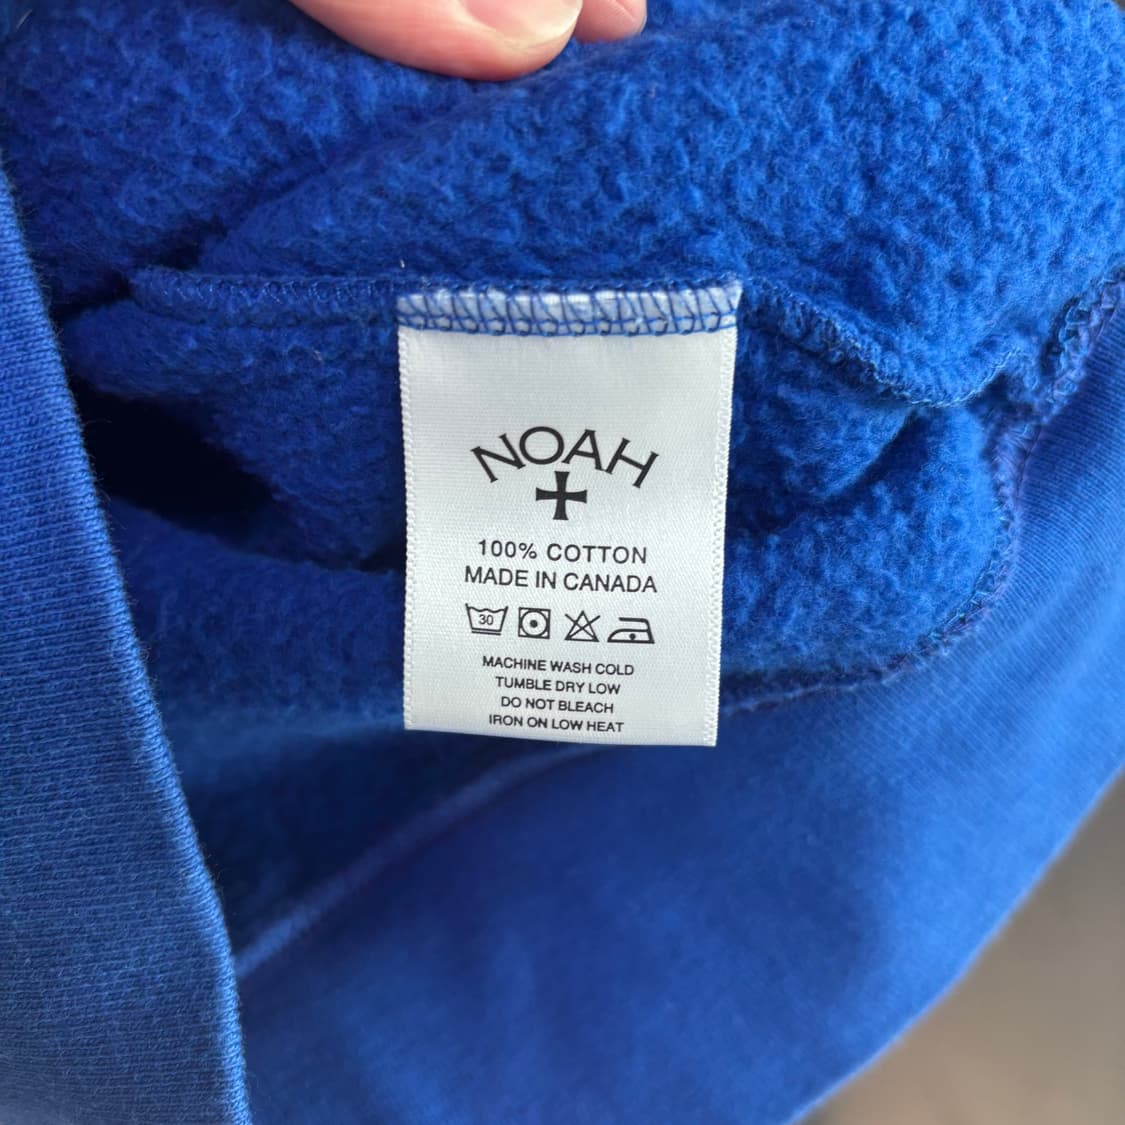 NOAH
100% COTTON
MADE IN CANADA
30
MACHINE WASH COLD
TUMBLE DRY LOW
DO NOT BLEACH
IRON ON LOW HEAT